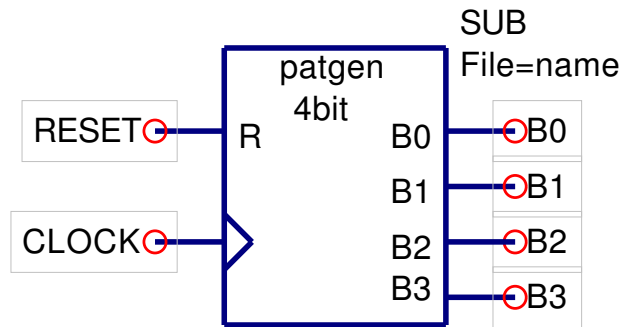 SUB
File=name
patgen
4bit
RESET
R
B0
B0
B1
B1
CLOCK
B2
B2
B3
B3